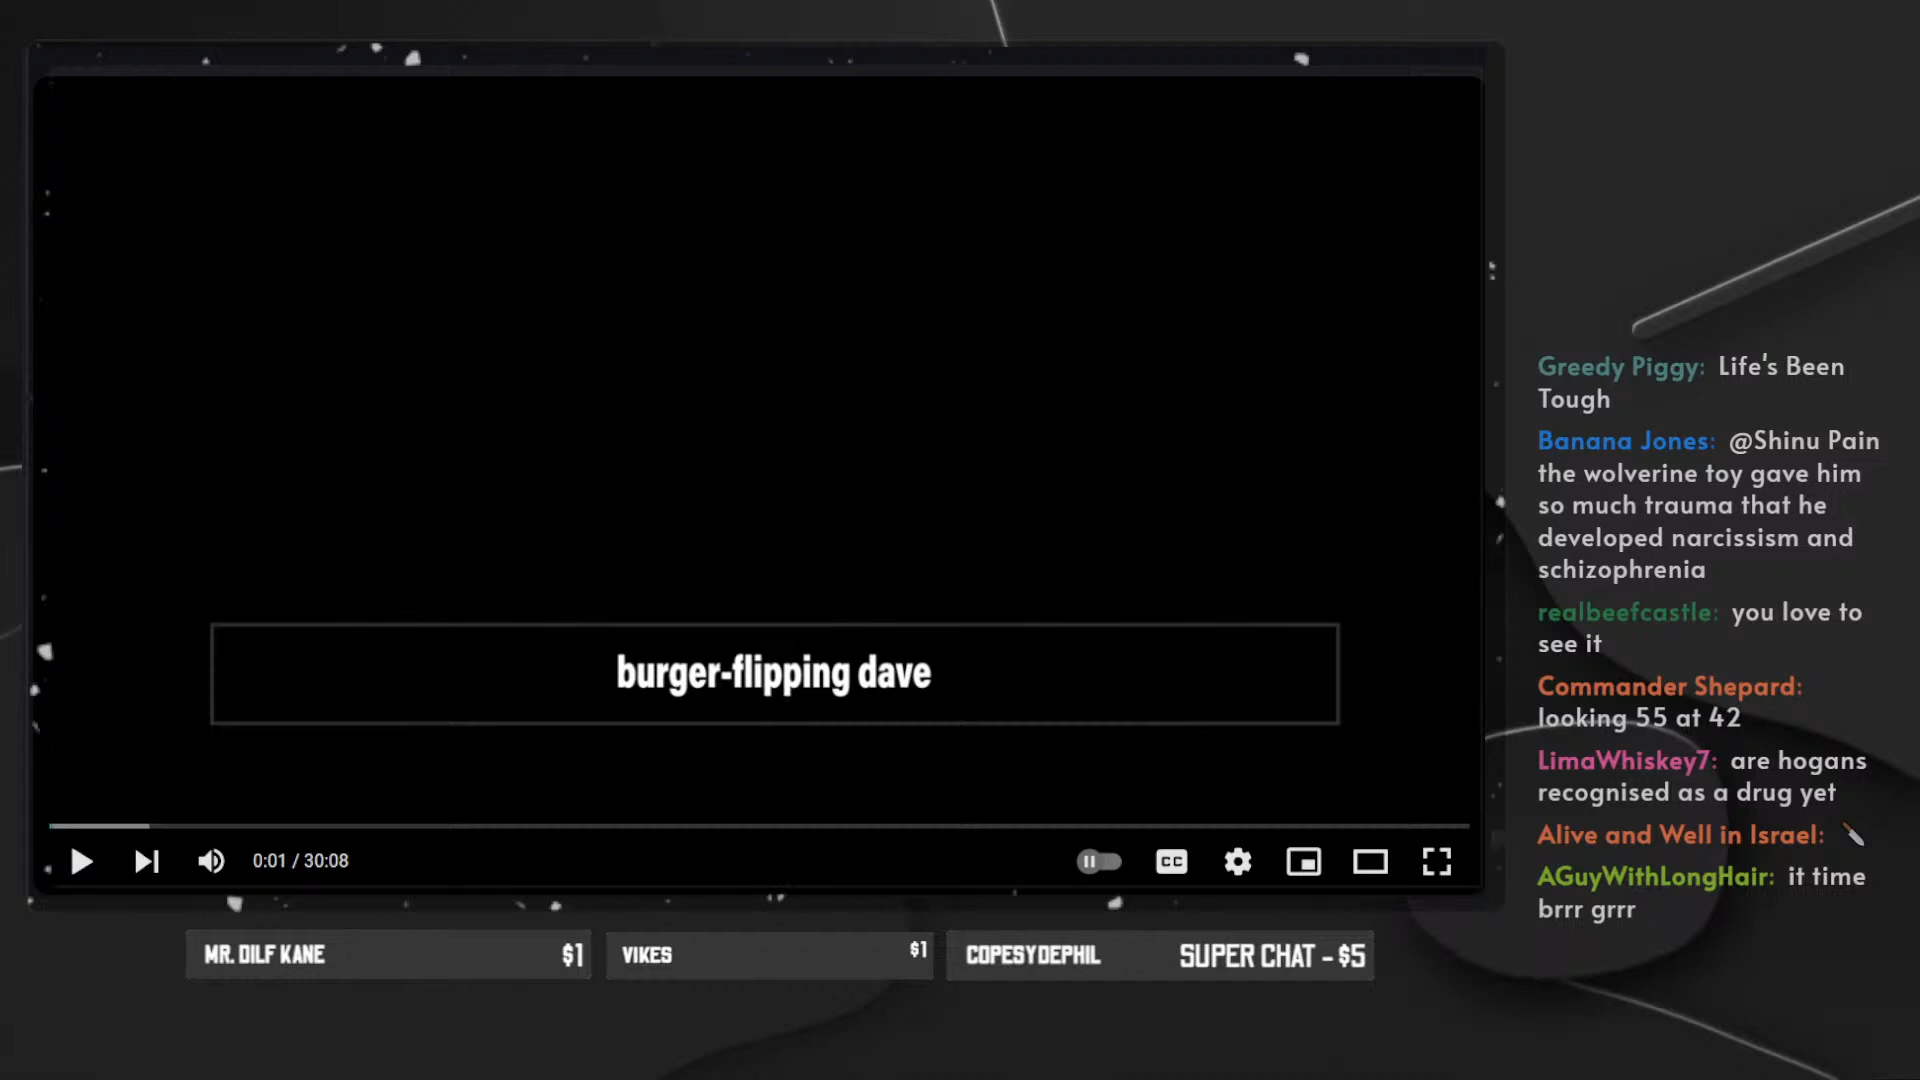 burger-flipping dave
0:01 / 30:08
CC
MR. DILF KANE $1
VIKES $1
COPESYDEPHIL SUPER CHAT - $5
Greedy Piggy: Life's Been
Tough
Banana Jones: @Shinu Pain
the wolverine toy gave him
so much trauma that he
developed narcissism and
schizophrenia
realbeefcastle: you love to
see it
Commander Shepard:
looking 55 at 42
LimaWhiskey7: are hogans
recognised as a drug yet
Alive and Well in Israel:
AGuyWithLongHair: it time
brrr grrr